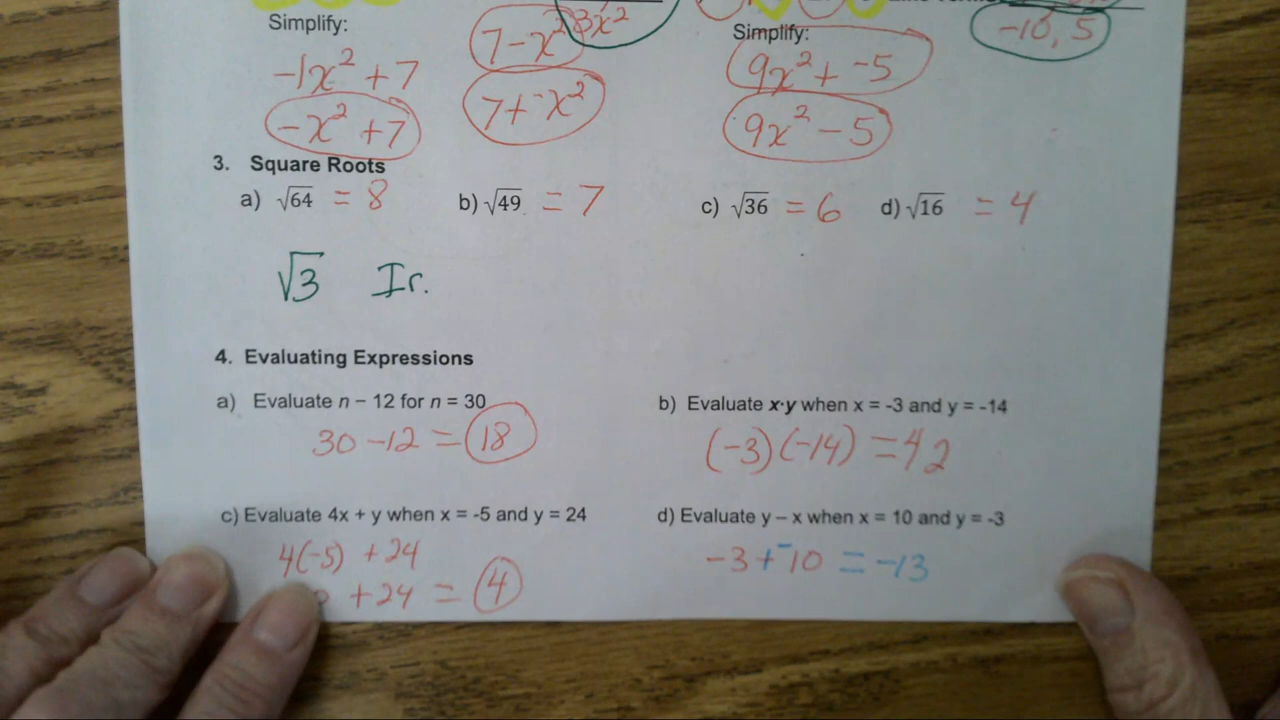 Simplify:
-1x² + 7
-x² + 7
7 - x²
3x²
7 + -x²
Simplify:
9x² + -5
9x² - 5
-10, 5
3. Square Roots
a) √64 = 8 b) √49 = 7 c) √36 = 6 d) √16 = 4
√3 Ir.
4. Evaluating Expressions
a) Evaluate n – 12 for n = 30
30 - 12 = 18
b) Evaluate x·y when x = -3 and y = -14
(-3)(-14) = 42
c) Evaluate 4x + y when x = -5 and y = 24
4(-5) + 24
+24 = 4
d) Evaluate y – x when x = 10 and y = -3
-3 + -10 = -13